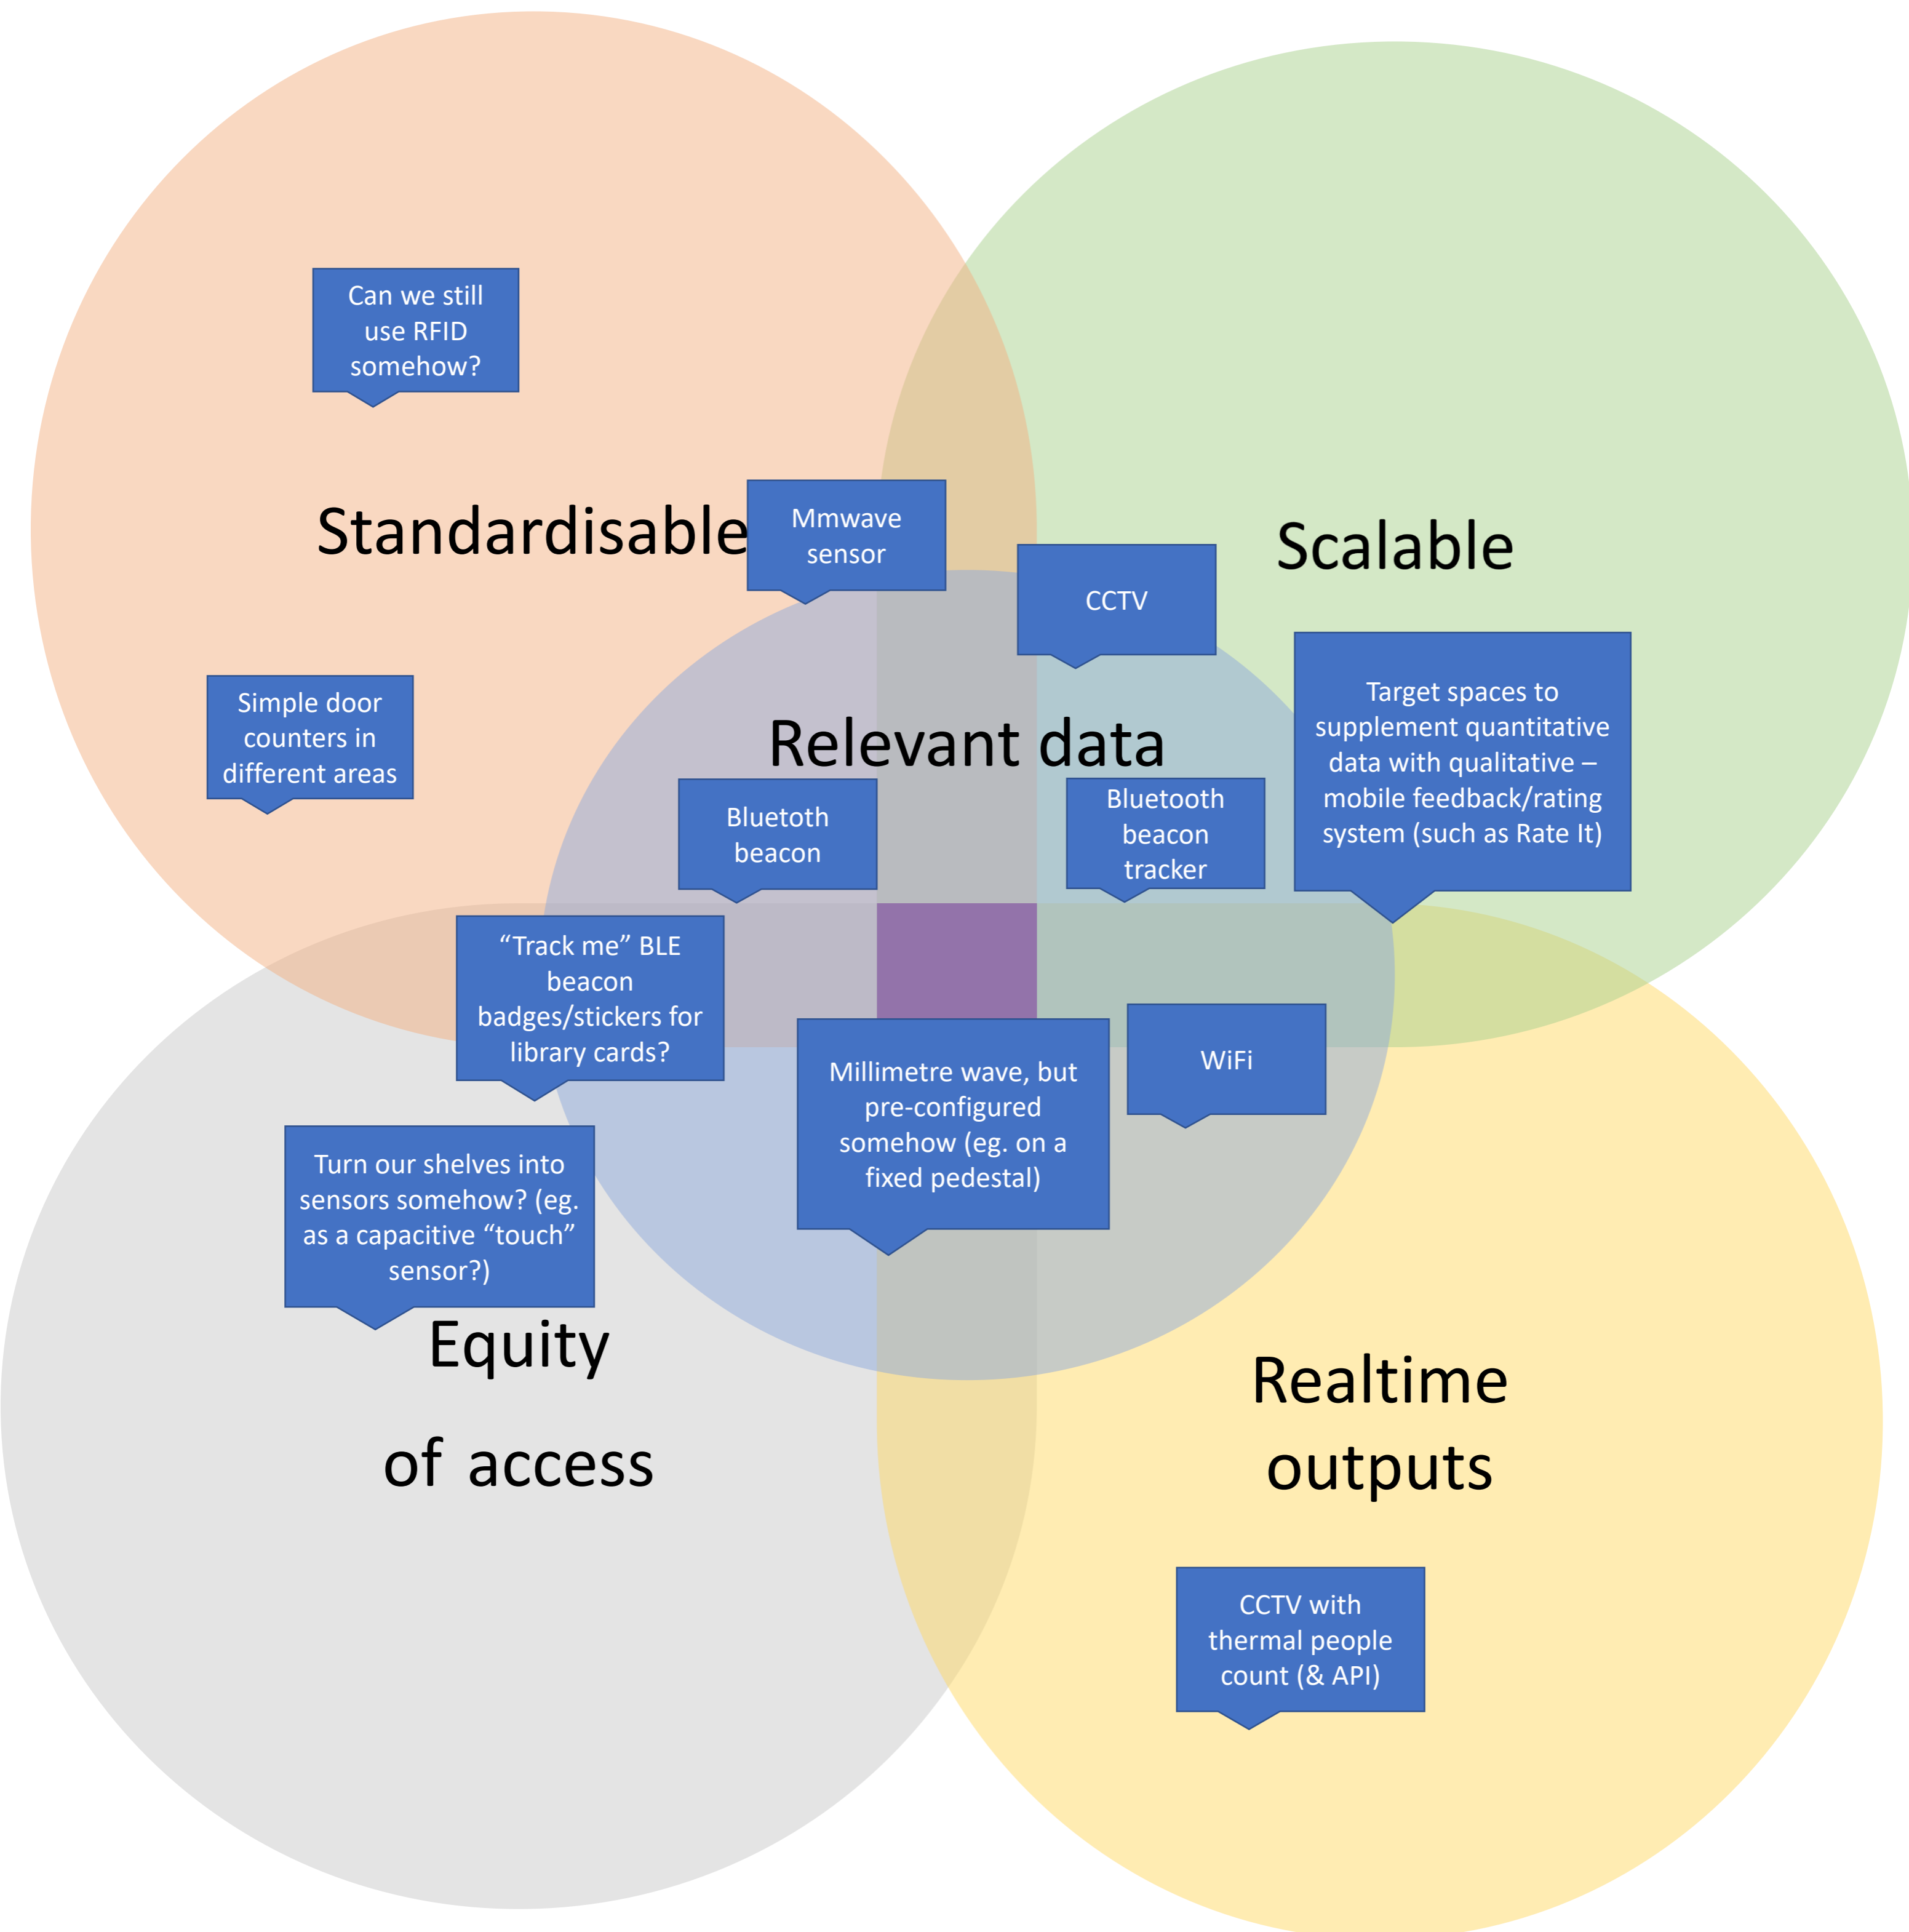 Can we still
use RFID
somehow?
Standardisable
Mmwave
sensor
Scalable
CCTV
Simple door
counters in
different areas
Relevant data
Target spaces to
supplement quantitative
data with qualitative –
mobile feedback/rating
system (such as Rate It)
Bluetoth
beacon
Bluetooth
beacon
tracker
“Track me” BLE
beacon
badges/stickers for
library cards?
Millimetre wave, but
pre-configured
somehow (eg. on a
fixed pedestal)
WiFi
Turn our shelves into
sensors somehow? (eg.
as a capacitive “touch”
sensor?)
Equity
of access
Realtime
outputs
CCTV with
thermal people
count (& API)